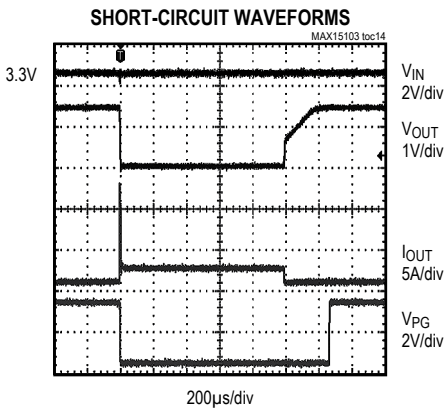 SHORT-CIRCUIT WAVEFORMS
MAX15103 toc14
3.3V
VIN
2V/div
VOUT
1V/div
IOUT
5A/div
VPG
2V/div
200µs/div